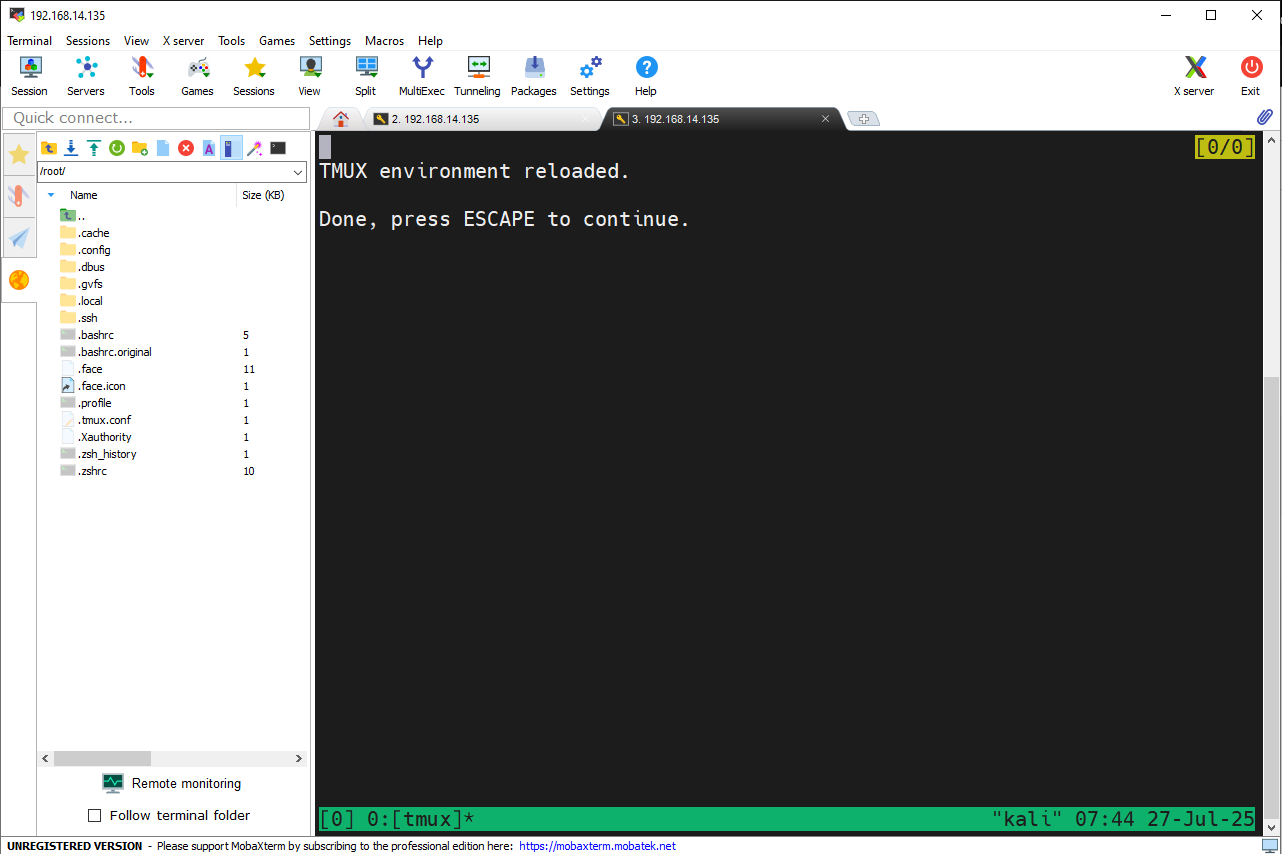 192.168.14.135
Terminal Sessions View X server Tools Games Settings Macros Help
Session Servers Tools Games Sessions View Split MultiExec Tunneling Packages Settings Help X server Exit
Quick connect...
2. 192.168.14.135
3. 192.168.14.135
/root/
Name Size (KB)
..
.cache
.config
.dbus
.gvfs
.local
.ssh
.bashrc 5
.bashrc.original 1
.face 11
.face.icon 1
.profile 1
.tmux.conf 1
.Xauthority 1
.zsh_history 1
.zshrc 10
Remote monitoring
Follow terminal folder
[0/0]
TMUX environment reloaded.
Done, press ESCAPE to continue.
[0] 0:[tmux]* "kali" 07:44 27-Jul-25
UNREGISTERED VERSION - Please support MobaXterm by subscribing to the professional edition here: https://mobaxterm.mobatek.net